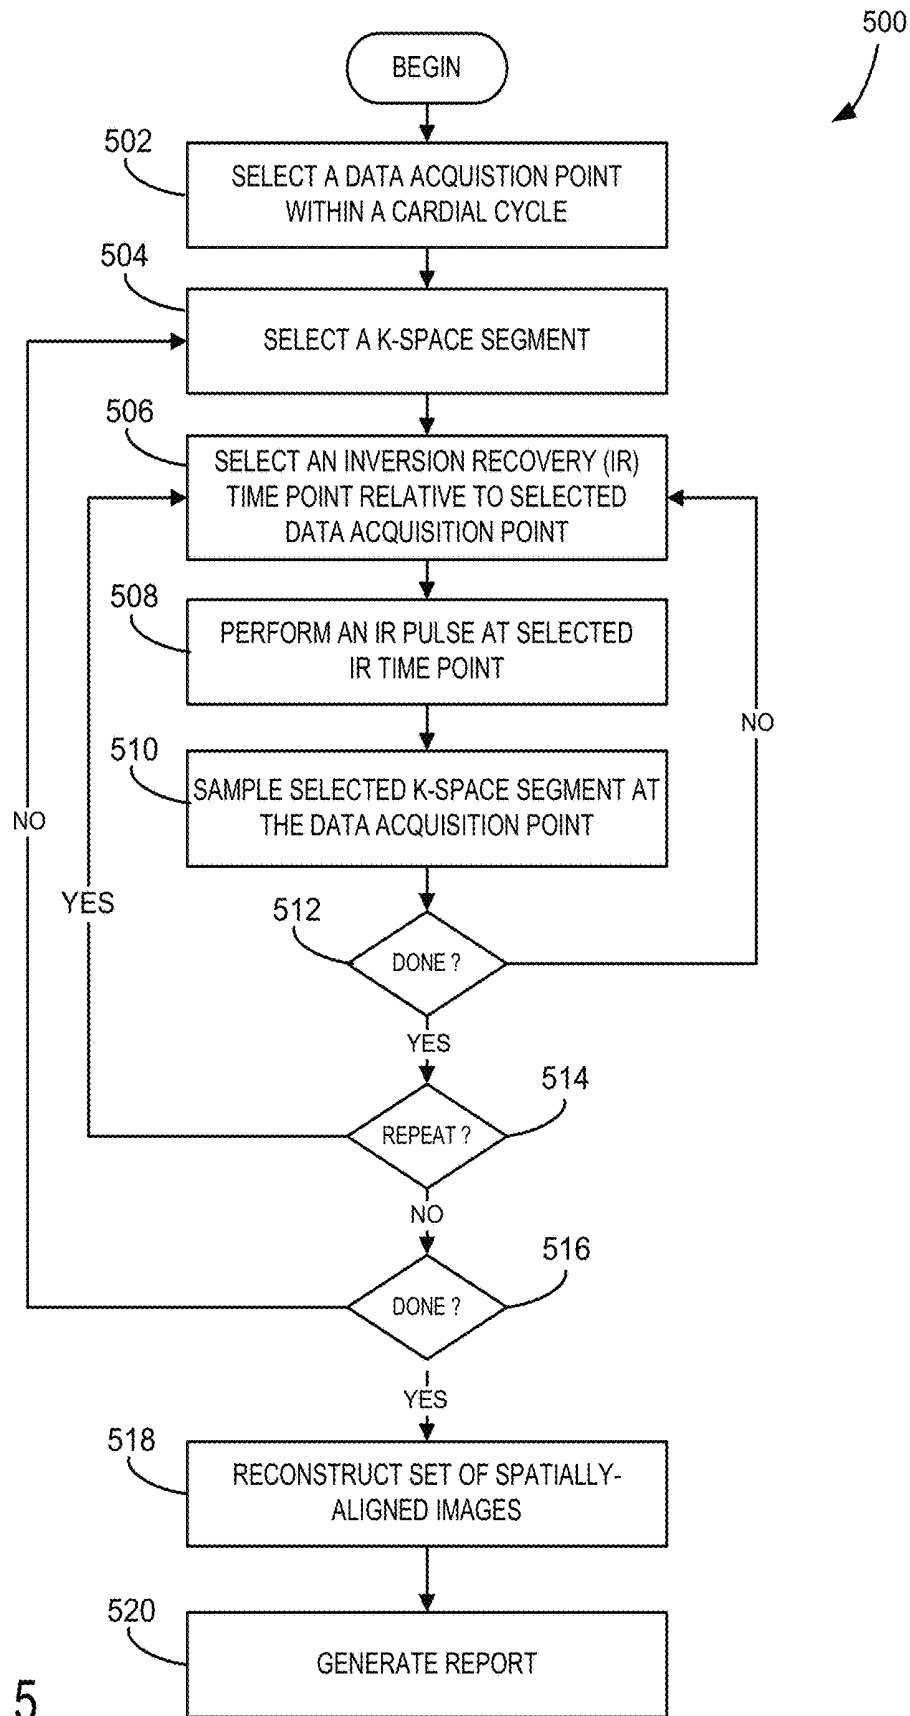 500
BEGIN
502
SELECT A DATA ACQUISTION POINT
WITHIN A CARDIAL CYCLE
504
SELECT A K-SPACE SEGMENT
506
SELECT AN INVERSION RECOVERY (IR)
TIME POINT RELATIVE TO SELECTED
DATA ACQUISITION POINT
508
PERFORM AN IR PULSE AT SELECTED
IR TIME POINT
NO
510
SAMPLE SELECTED K-SPACE SEGMENT AT
THE DATA ACQUISITION POINT
NO
YES
512
DONE ?
YES
514
REPEAT ?
NO
516
DONE ?
YES
518
RECONSTRUCT SET OF SPATIALLY-
ALIGNED IMAGES
520
GENERATE REPORT
5